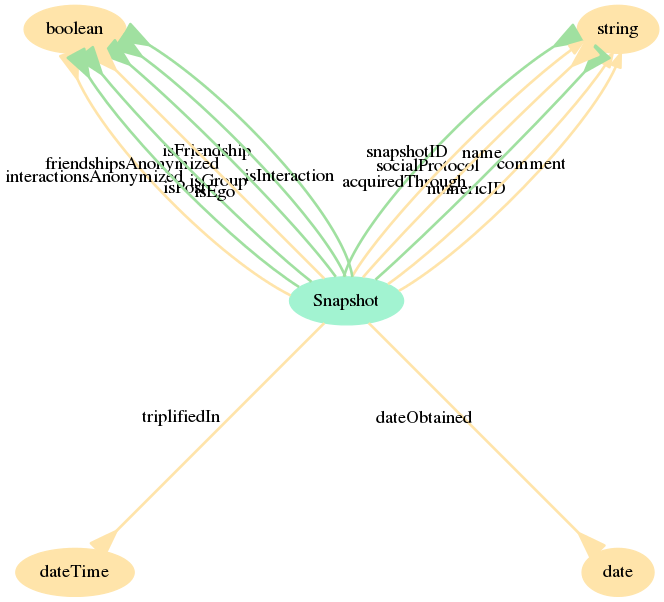 boolean
string
isFriendship
snapshotID
name
friendshipsAnonymized
socialProtocol
comment
interactionsAnonymized
isGroup
isInteraction
acquiredThrough
isPost
isEgo
numericID
Snapshot
triplifiedIn
dateObtained
dateTime
date